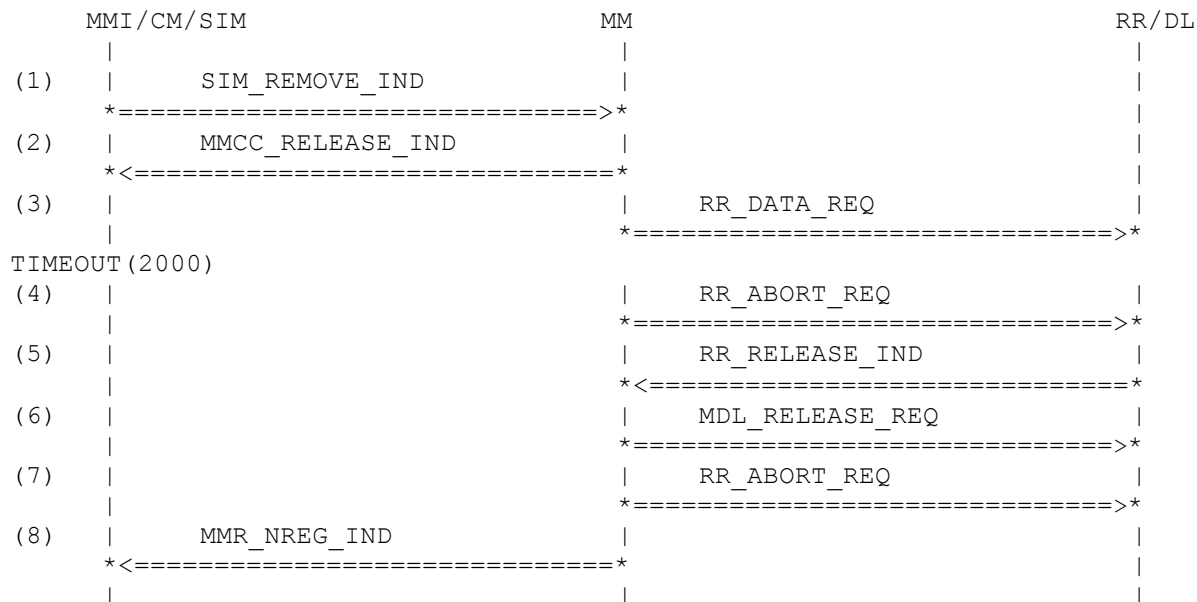 MMI/CM/SIM MM RR/DL
| | |
(1) | SIM_REMOVE_IND | |
*==============================>* |
(2) | MMCC_RELEASE_IND | |
*<==============================* |
(3) | | RR_DATA_REQ |
| *==============================>*
TIMEOUT(2000)
(4) | | RR_ABORT_REQ |
| *==============================>*
(5) | | RR_RELEASE_IND |
| *<==============================*
(6) | | MDL_RELEASE_REQ |
| *==============================>*
(7) | | RR_ABORT_REQ |
| *==============================>*
(8) | MMR_NREG_IND | |
*<==============================* |
| | |